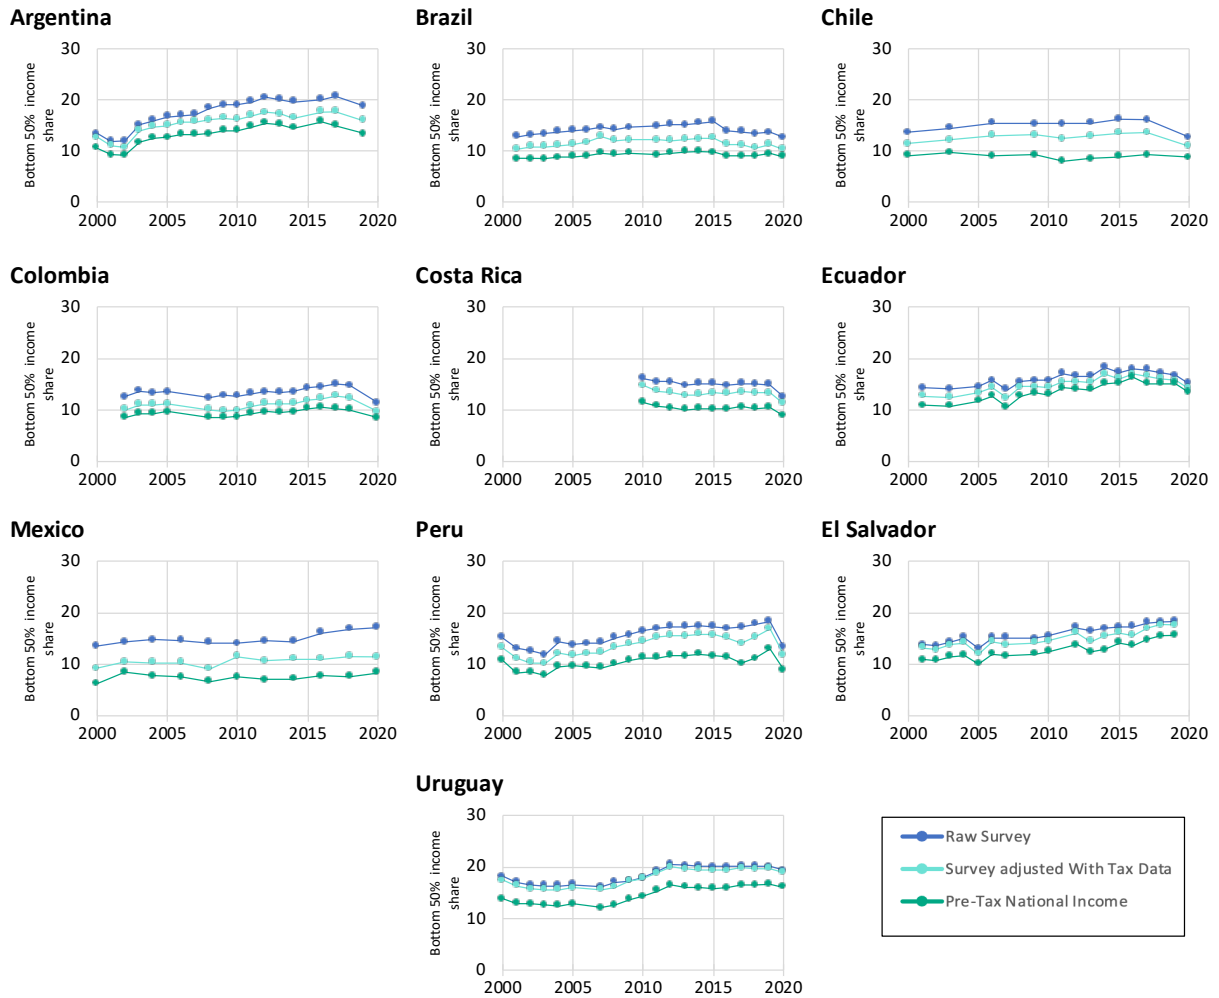 Argentina
Brazil
Chile
Bottom 50% income
share
30
20
10
0
2000 2005 2010 2015 2020
Bottom 50% income
share
30
20
10
0
2000 2005 2010 2015 2020
Bottom 50% income
share
30
20
10
0
2000 2005 2010 2015 2020
Colombia
Costa Rica
Ecuador
Bottom 50% income
share
30
20
10
0
2000 2005 2010 2015 2020
Bottom 50% income
share
30
20
10
0
2000 2005 2010 2015 2020
Bottom 50% income
share
30
20
10
0
2000 2005 2010 2015 2020
Mexico
Peru
El Salvador
Bottom 50% income
share
30
20
10
0
2000 2005 2010 2015 2020
Bottom 50% income
share
30
20
10
0
2000 2005 2010 2015 2020
Bottom 50% income
share
30
20
10
0
2000 2005 2010 2015 2020
Uruguay
Bottom 50% income
share
30
20
10
0
2000 2005 2010 2015 2020
Raw Survey
Survey adjusted With Tax Data
Pre-Tax National Income